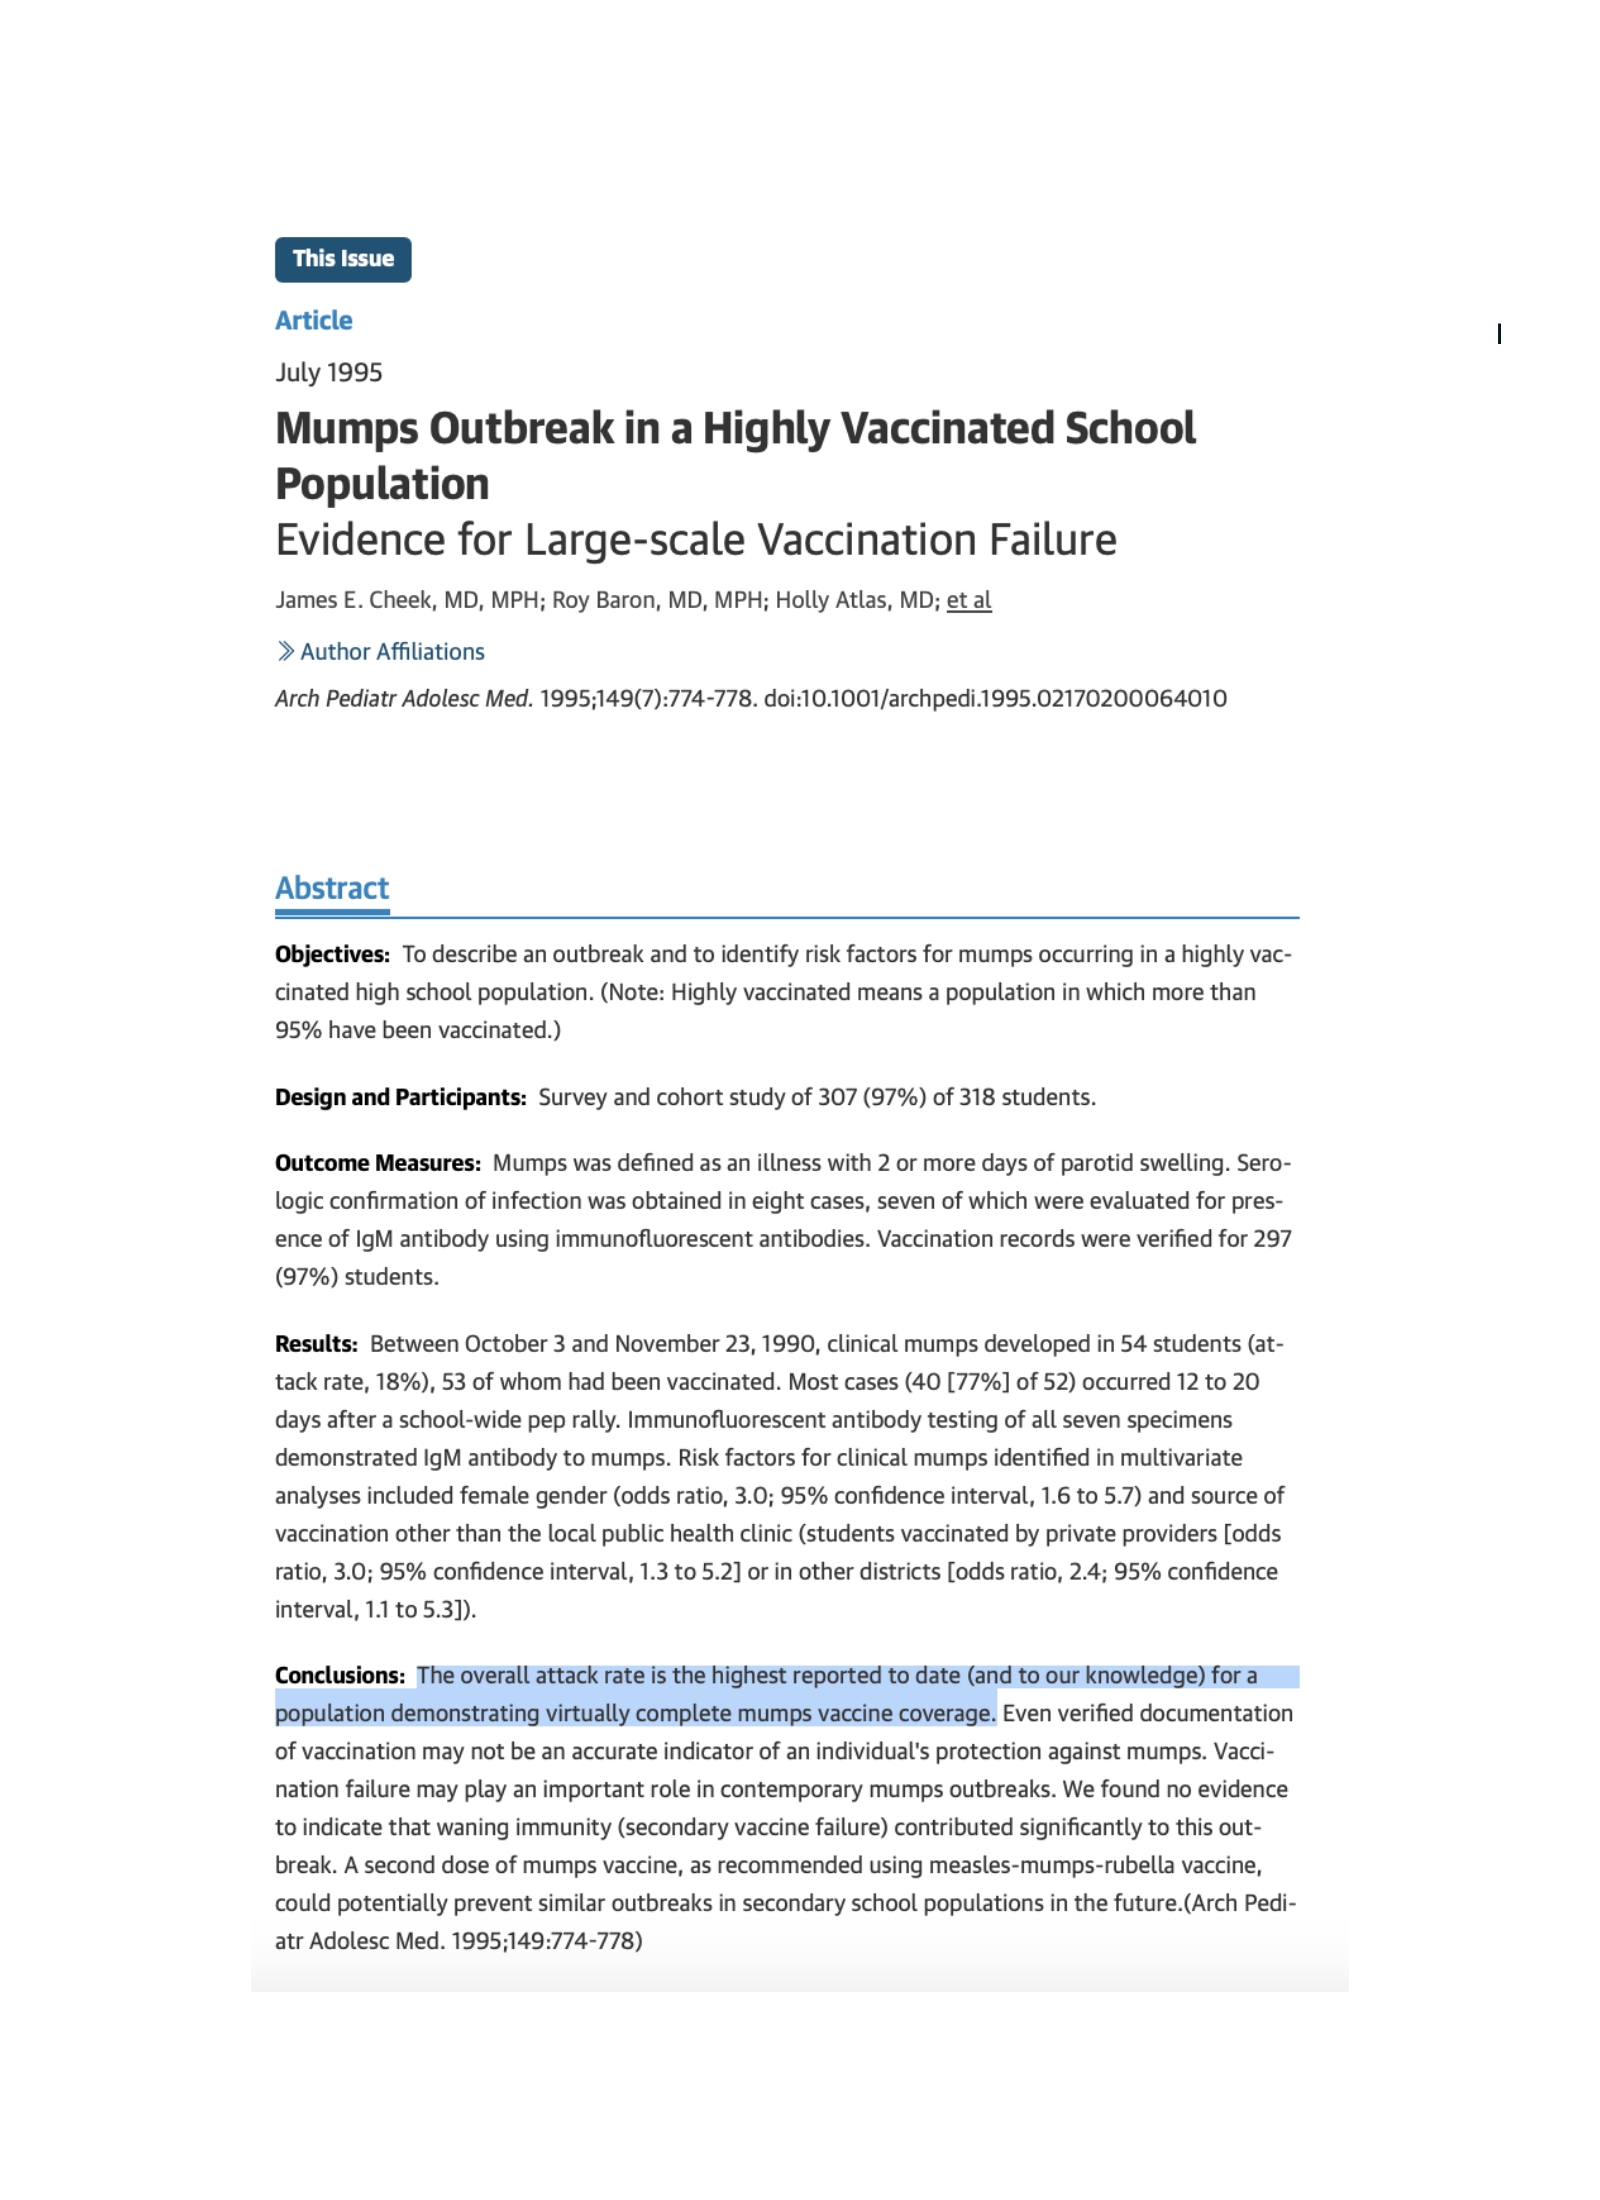 This Issue
Article
July 1995
Mumps Outbreak in a Highly Vaccinated School
Population
Evidence for Large-scale Vaccination Failure
James E. Cheek, MD, MPH; Roy Baron, MD, MPH; Holly Atlas, MD; et al
Author Affiliations
Arch Pediatr Adolesc Med. 1995;149(7):774-778. doi:10.1001/archpedi.1995.02170200064010
Abstract
Objectives: To describe an outbreak and to identify risk factors for mumps occurring in a highly vac-
cinated high school population. (Note: Highly vaccinated means a population in which more than
95% have been vaccinated.)
Design and Participants: Survey and cohort study of 307 (97%) of 318 students.
Outcome Measures: Mumps was defined as an illness with 2 or more days of parotid swelling. Sero-
logic confirmation of infection was obtained in eight cases, seven of which were evaluated for pres-
ence of IgM antibody using immunofluorescent antibodies. Vaccination records were verified for 297
(97%) students.
Results: Between October 3 and November 23, 1990, clinical mumps developed in 54 students (at-
tack rate, 18%), 53 of whom had been vaccinated. Most cases (40 [77%] of 52) occurred 12 to 20
days after a school-wide pep rally. Immunofluorescent antibody testing of all seven specimens
demonstrated IgM antibody to mumps. Risk factors for clinical mumps identified in multivariate
analyses included female gender (odds ratio, 3.0; 95% confidence interval, 1.6 to 5.7) and source of
vaccination other than the local public health clinic (students vaccinated by private providers [odds
ratio, 3.0; 95% confidence interval, 1.3 to 5.2] or in other districts [odds ratio, 2.4; 95% confidence
interval, 1.1 to 5.3]).
Conclusions: The overall attack rate is the highest reported to date (and to our knowledge) for a
population demonstrating virtually complete mumps vaccine coverage. Even verified documentation
of vaccination may not be an accurate indicator of an individual's protection against mumps. Vacci-
nation failure may play an important role in contemporary mumps outbreaks. We found no evidence
to indicate that waning immunity (secondary vaccine failure) contributed significantly to this out-
break. A second dose of mumps vaccine, as recommended using measles-mumps-rubella vaccine,
could potentially prevent similar outbreaks in secondary school populations in the future.(Arch Pedi-
atr Adolesc Med. 1995;149:774-778)